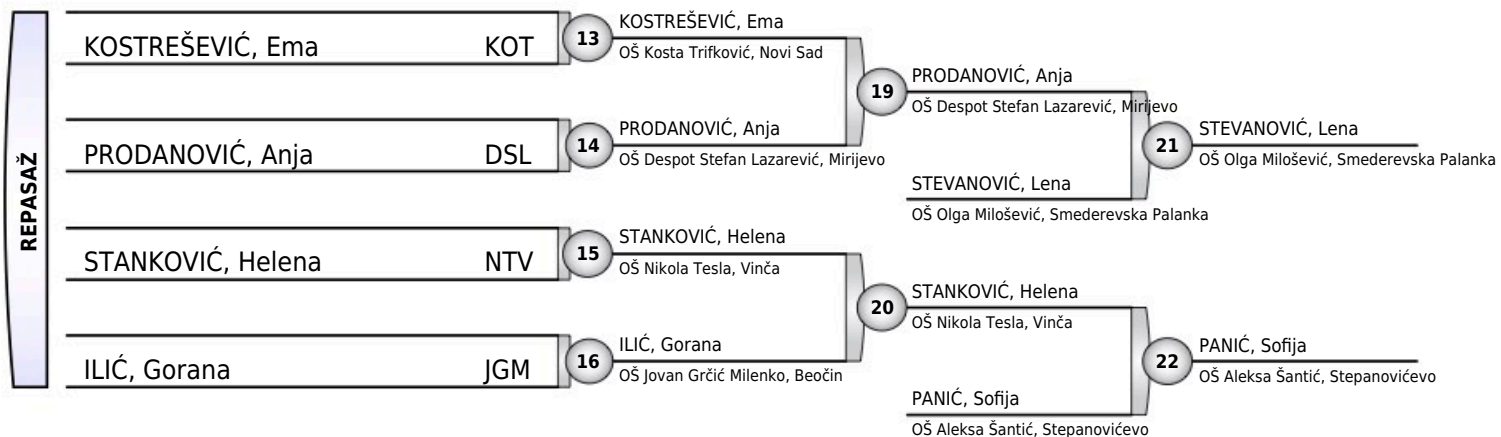 REPASAŽ
KOSTREŠEVIĆ, Ema KOT
13
KOSTREŠEVIĆ, Ema
OŠ Kosta Trifković, Novi Sad
PRODANOVIĆ, Anja DSL
14
PRODANOVIĆ, Anja
OŠ Despot Stefan Lazarević, Mirijevo
STANKOVIĆ, Helena NTV
15
STANKOVIĆ, Helena
OŠ Nikola Tesla, Vinča
ILIĆ, Gorana JGM
16
ILIĆ, Gorana
OŠ Jovan Grčić Milenko, Beočin
19
PRODANOVIĆ, Anja
OŠ Despot Stefan Lazarević, Mirijevo
STEVANOVIĆ, Lena
OŠ Olga Milošević, Smederevska Palanka
20
STANKOVIĆ, Helena
OŠ Nikola Tesla, Vinča
PANIĆ, Sofija
OŠ Aleksa Šantić, Stepanovićevo
21
STEVANOVIĆ, Lena
OŠ Olga Milošević, Smederevska Palanka
22
PANIĆ, Sofija
OŠ Aleksa Šantić, Stepanovićevo